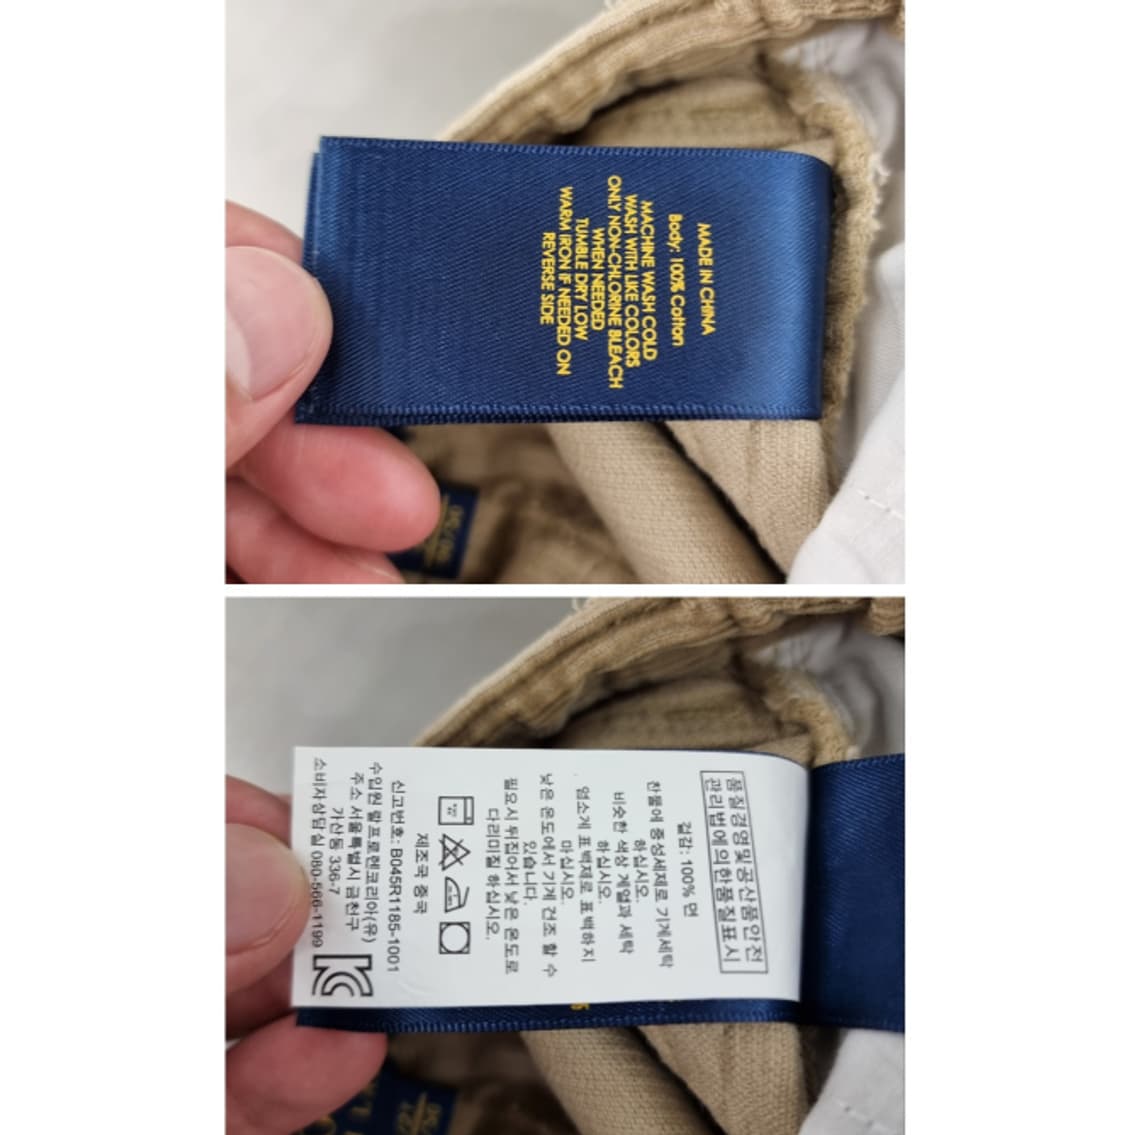 MADE IN CHINA
Body: 100% Cotton
MACHINE WASH COLD
WASH WITH LIKE COLORS
ONLY NON-CHLORINE BLEACH
WHEN NEEDED
TUMBLE DRY LOW
WARM IRON IF NEEDED ON
REVERSE SIDE
품질경영및공산품안전
관리법에의한품질표시
겉감: 100% 면
찬물에 중성세제로 기계세탁
하십시오.
비슷한 색상 계열과 세탁
하십시오.
염소계 표백제로 표백하지
마십시오.
낮은 온도에서 기계 건조 할 수
있습니다.
필요시 뒤집어서 낮은 온도로
다리미질 하십시오.
제조국 중국
신고번호: B045R1185-1001
수입원 랄프로렌코리아(유)
주소 서울특별시 금천구
가산동 336-7
소비자상담실 080-566-1199